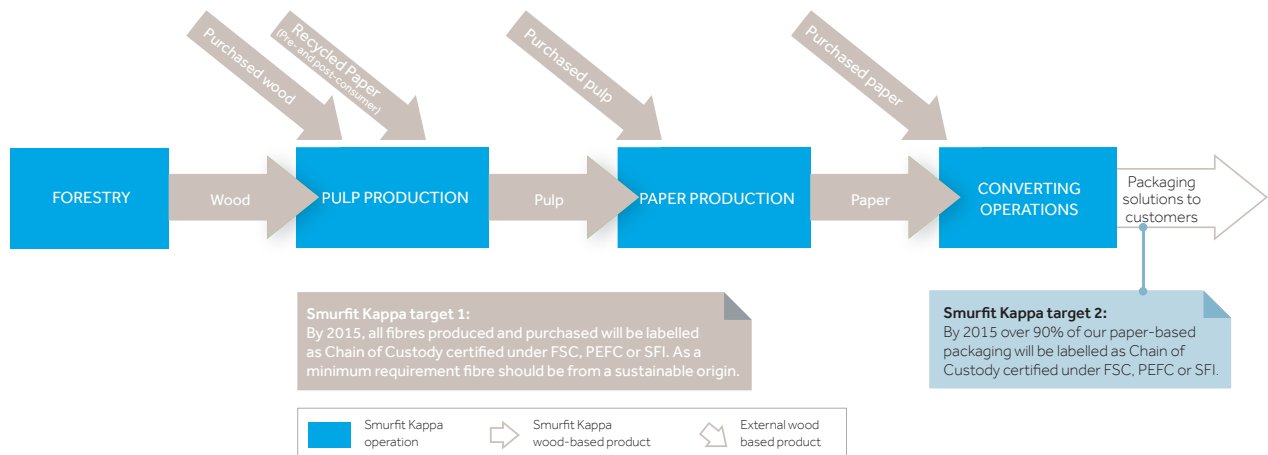 Purchased wood
Recycled Paper
(Pre- and post-consumer)
Purchased pulp
Purchased paper
FORESTRY
Wood
PULP PRODUCTION
Pulp
PAPER PRODUCTION
Paper
CONVERTING
OPERATIONS
Packaging
solutions to
customers
Smurfit Kappa target 1:
By 2015, all fibres produced and purchased will be labelled
as Chain of Custody certified under FSC, PEFC or SFI. As a
minimum requirement fibre should be from a sustainable origin.
Smurfit Kappa target 2:
By 2015 over 90% of our paper-based
packaging will be labelled as Chain of
Custody certified under FSC, PEFC or SFI.
Smurfit Kappa
operation
Smurfit Kappa
wood-based product
External wood
based product